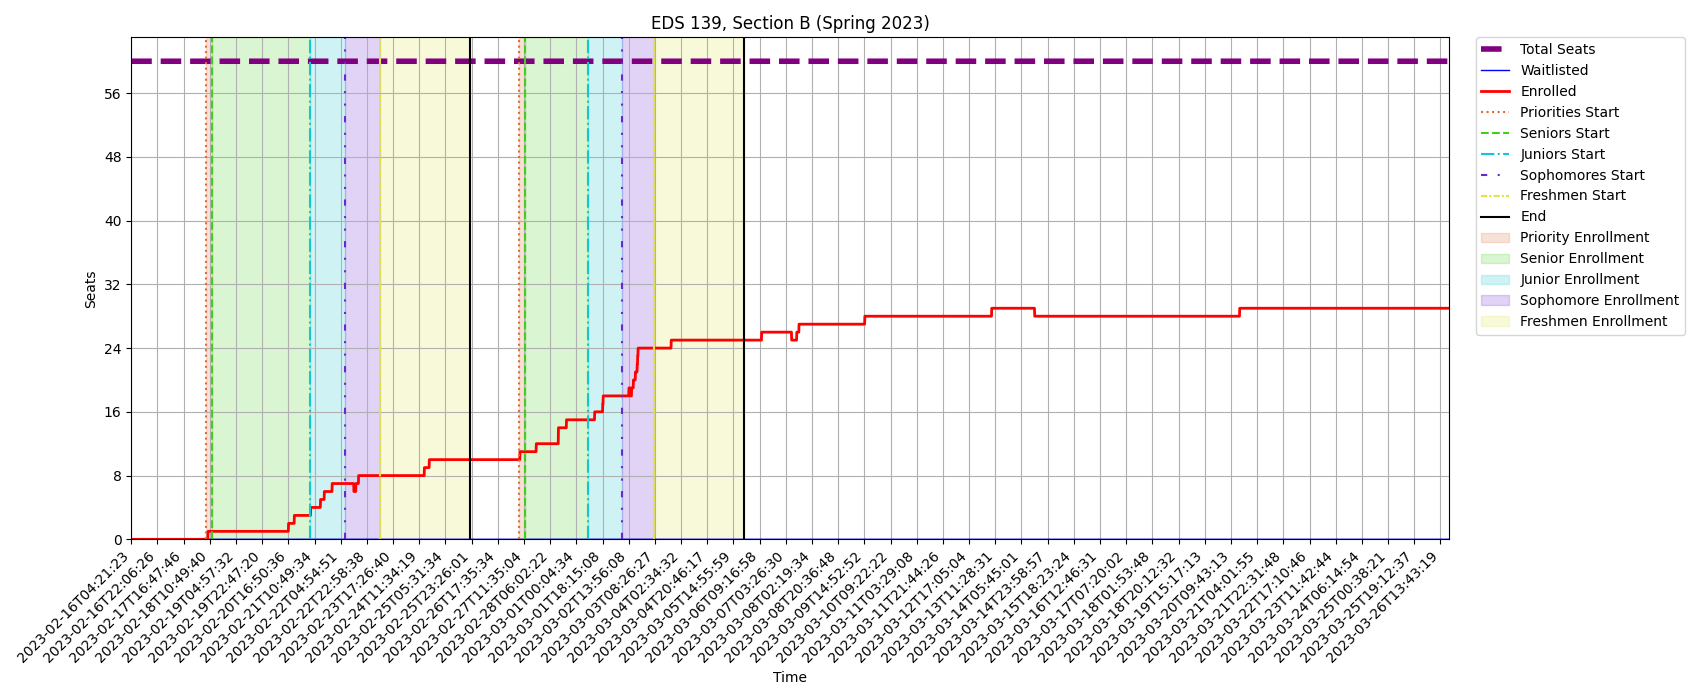 EDS 139, Section B (Spring 2023)
Seats
56
48
40
32
24
16
8
0
2023-02-16T04:21:23
2023-02-16T22:06:26
2023-02-17T16:47:46
2023-02-18T10:49:40
2023-02-19T04:57:32
2023-02-19T22:47:20
2023-02-20T16:50:36
2023-02-21T10:49:34
2023-02-22T04:54:51
2023-02-22T22:58:38
2023-02-23T17:26:40
2023-02-24T11:34:19
2023-02-25T05:31:34
2023-02-25T23:26:01
2023-02-26T17:35:34
2023-02-27T11:35:04
2023-02-28T06:02:22
2023-03-01T00:04:34
2023-03-01T18:15:08
2023-03-02T13:56:08
2023-03-03T08:26:27
2023-03-04T02:34:32
2023-03-04T20:46:17
2023-03-05T14:55:59
2023-03-06T09:16:58
2023-03-07T03:26:30
2023-03-08T02:19:34
2023-03-08T20:36:48
2023-03-09T14:52:52
2023-03-10T09:22:22
2023-03-11T03:29:08
2023-03-11T21:44:26
2023-03-12T17:05:04
2023-03-13T11:28:31
2023-03-14T05:45:01
2023-03-14T23:58:57
2023-03-15T18:23:24
2023-03-16T12:46:31
2023-03-17T07:20:02
2023-03-18T01:53:48
2023-03-18T20:12:32
2023-03-19T15:17:13
2023-03-20T09:43:13
2023-03-21T04:01:55
2023-03-21T22:31:48
2023-03-22T17:10:46
2023-03-23T11:42:44
2023-03-24T06:14:54
2023-03-25T00:38:21
2023-03-25T19:12:37
2023-03-26T13:43:19
Time
Total Seats
Waitlisted
Enrolled
Priorities Start
Seniors Start
Juniors Start
Sophomores Start
Freshmen Start
End
Priority Enrollment
Senior Enrollment
Junior Enrollment
Sophomore Enrollment
Freshmen Enrollment